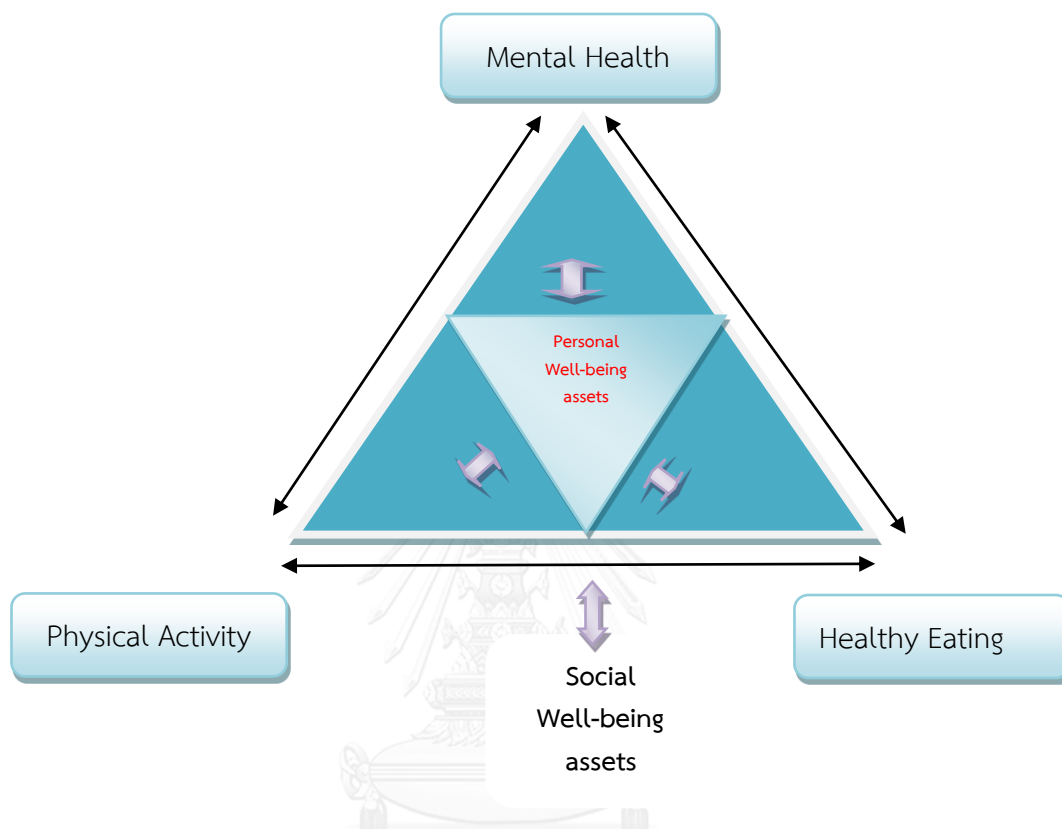 Mental Health
Personal
Well-being
assets
Physical Activity
Healthy Eating
Social
Well-being
assets